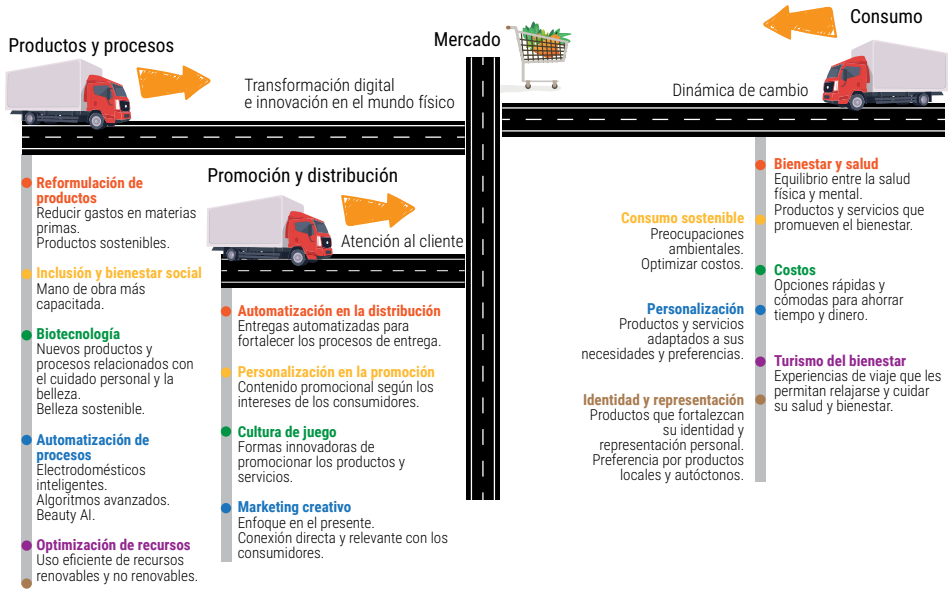 Productos y procesos
Transformación digital
e innovación en el mundo físico
Reformulación de
productos
Reducir gastos en materias
primas.
Productos sostenibles.
Inclusión y bienestar social
Mano de obra más
capacitada.
Biotecnología
Nuevos productos y
procesos relacionados con
el cuidado personal y la
belleza.
Belleza sostenible.
Automatización de
procesos
Electrodomésticos
inteligentes.
Algoritmos avanzados.
Beauty AI.
Optimización de recursos
Uso eficiente de recursos
renovables y no renovables.
Promoción y distribución
Atención al cliente
Automatización en la distribución
Entregas automatizadas para
fortalecer los procesos de entrega.
Personalización en la promoción
Contenido promocional según los
intereses de los consumidores.
Cultura de juego
Formas innovadoras de
promocionar los productos y
servicios.
Marketing creativo
Enfoque en el presente.
Conexión directa y relevante con los
consumidores.
Mercado
Consumo
Dinámica de cambio
Bienestar y salud
Equilibrio entre la salud
física y mental.
Productos y servicios que
promueven el bienestar.
Consumo sostenible
Preocupaciones
ambientales.
Optimizar costos.
Costos
Opciones rápidas y
cómodas para ahorrar
tiempo y dinero.
Personalización
Productos y servicios
adaptados a sus
necesidades y preferencias.
Turismo del bienestar
Experiencias de viaje que les
permitan relajarse y cuidar
su salud y bienestar.
Identidad y representación
Productos que fortalezcan
su identidad y
representación personal.
Preferencia por productos
locales y autóctonos.